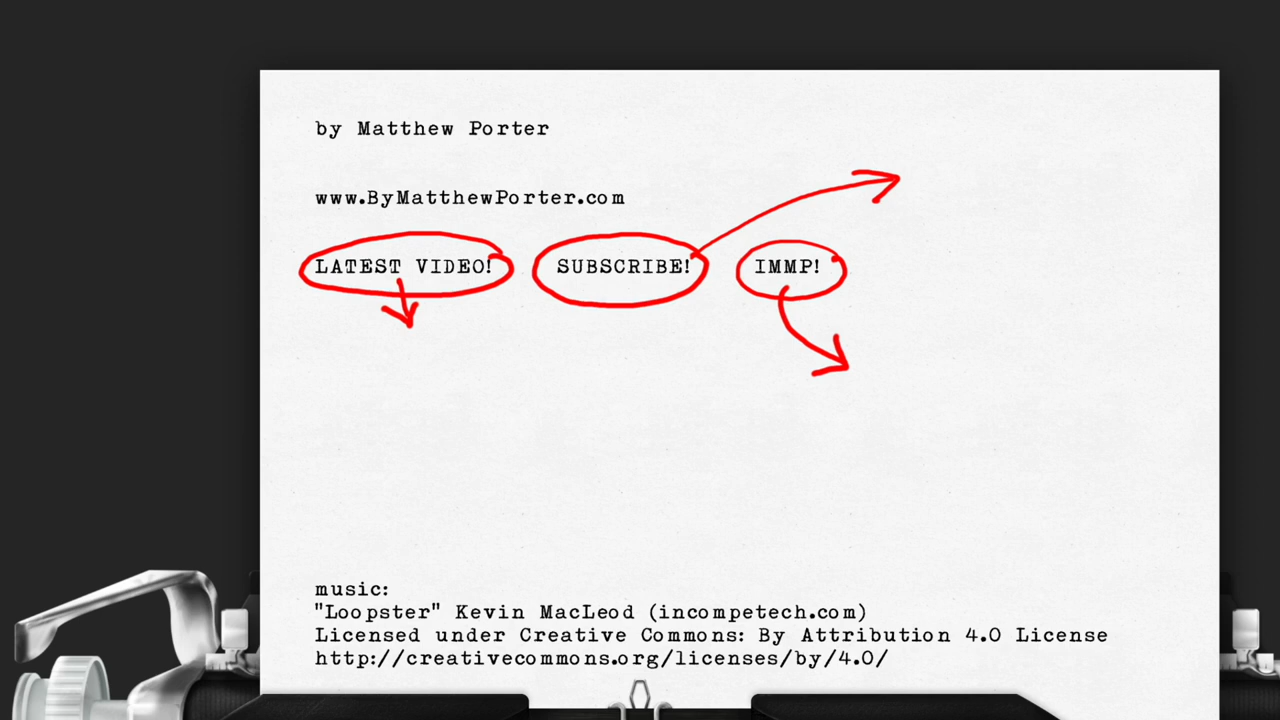 by Matthew Porter
www.ByMatthewPorter.com
LATEST VIDEO! SUBSCRIBE! IMMP!
music:
"Loopster" Kevin MacLeod (incompetech.com)
Licensed under Creative Commons: By Attribution 4.0 License
http://creativecommons.org/licenses/by/4.0/